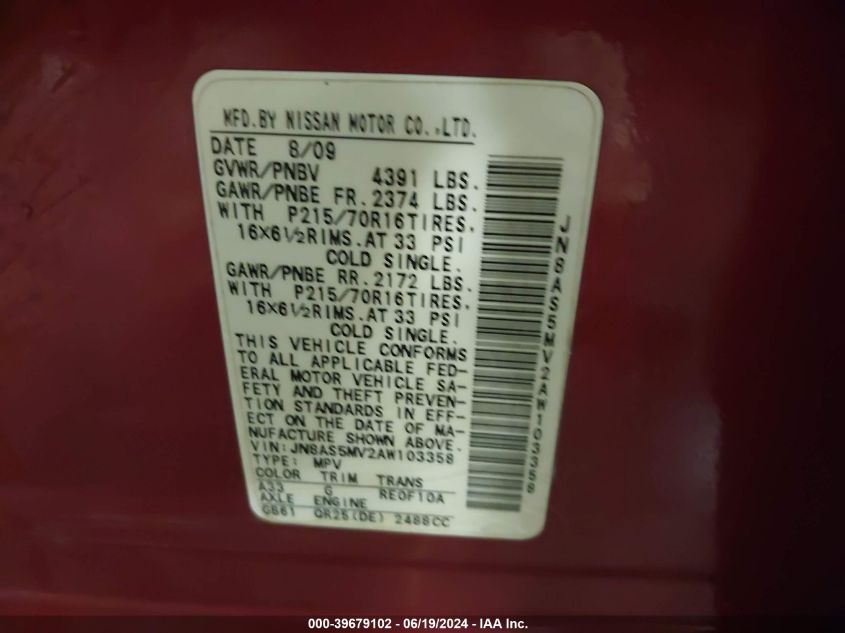 MFD.BY NISSAN MOTOR CO.,LTD.
DATE 8/09
GVWR/PNBV 4391 LBS.
GAWR/PNBE FR. 2374 LBS.
WITH P215/70R16TIRES.
16X6½RIMS.AT 33 PSI
COLD SINGLE.
GAWR/PNBE RR. 2172 LBS.
WITH P215/70R16TIRES.
16X6½RIMS.AT 33 PSI
COLD SINGLE.
THIS VEHICLE CONFORMS
TO ALL APPLICABLE FED-
ERAL MOTOR VEHICLE SA-
FETY AND THEFT PREVEN-
TION STANDARDS IN EFF-
ECT ON THE DATE OF MA-
NUFACTURE SHOWN ABOVE.
VIN:JN8AS5MV2AW103358
TYPE: MPV
COLOR TRIM TRANS
A33 G RE0F10A
AXLE ENGINE
GB61 QR25(DE) 2488CC
JN8AS5MV2AW103358
000-39679102 - 06/19/2024 - IAA Inc.